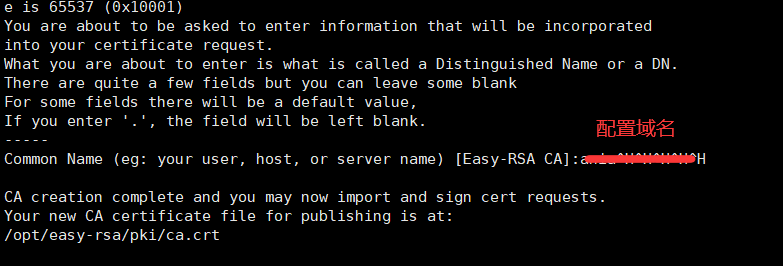 e is 65537 (0x10001)
You are about to be asked to enter information that will be incorporated
into your certificate request.
What you are about to enter is what is called a Distinguished Name or a DN.
There are quite a few fields but you can leave some blank
For some fields there will be a default value,
If you enter '.', the field will be left blank.
-----
配置域名
Common Name (eg: your user, host, or server name) [Easy-RSA CA]:
CA creation complete and you may now import and sign cert requests.
Your new CA certificate file for publishing is at:
/opt/easy-rsa/pki/ca.crt